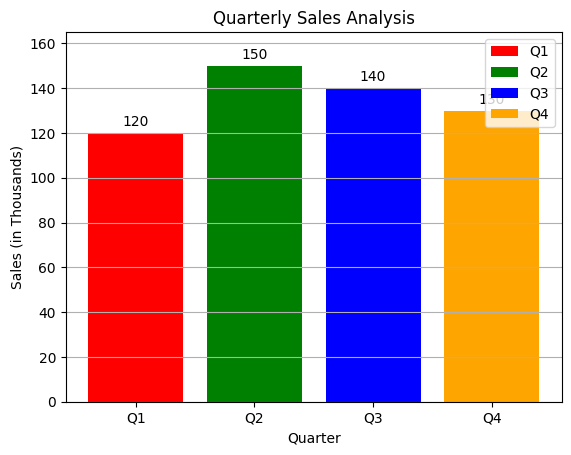 Quarterly Sales Analysis
160
140
120
100
80
60
40
20
0
Sales (in Thousands)
120
150
140
130
Q1
Q2
Q3
Q4
Q1
Q2
Q3
Q4
Quarter